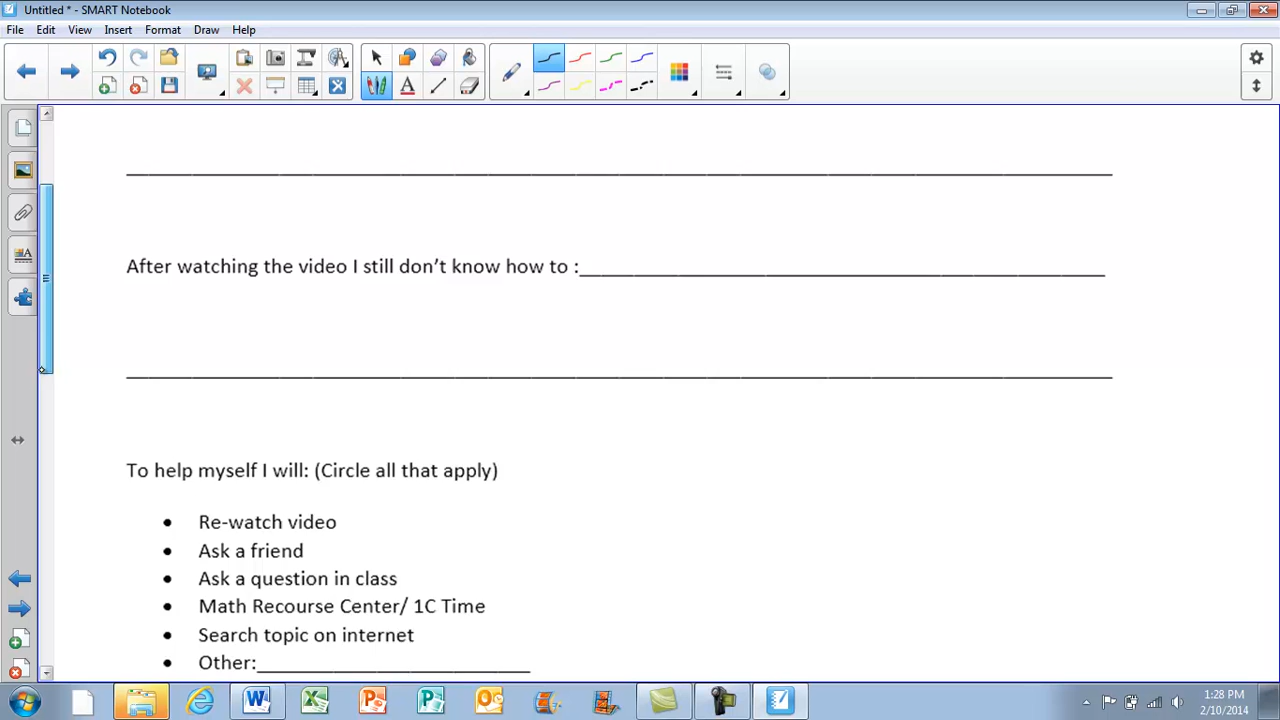 Untitled * - SMART Notebook
File Edit View Insert Format Draw Help
After watching the video I still don't know how to :
To help myself I will: (Circle all that apply)
• Re-watch video
• Ask a friend
• Ask a question in class
• Math Recourse Center/ 1C Time
• Search topic on internet
• Other:
1:28 PM
2/10/2014